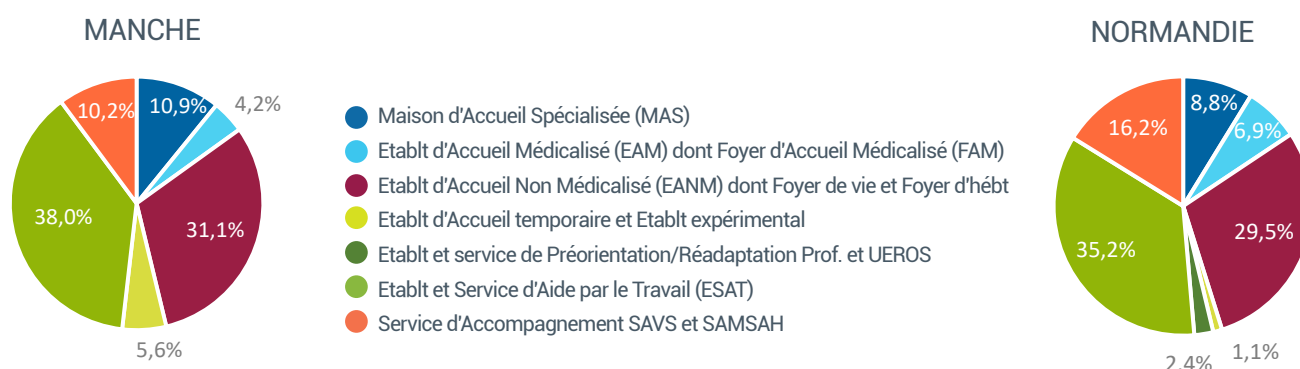 MANCHE
10,2%
10,9%
4,2%
38,0%
31,1%
5,6%
Maison d'Accueil Spécialisée (MAS)
Etablt d'Accueil Médicalisé (EAM) dont Foyer d'Accueil Médicalisé (FAM)
Etablt d'Accueil Non Médicalisé (EANM) dont Foyer de vie et Foyer d'hébt
Etablt d'Accueil temporaire et Etablt expérimental
Etablt et service de Préorientation/Réadaptation Prof. et UEROS
Etablt et Service d'Aide par le Travail (ESAT)
Service d'Accompagnement SAVS et SAMSAH
NORMANDIE
8,8%
16,2%
6,9%
29,5%
35,2%
1,1%
2,4%